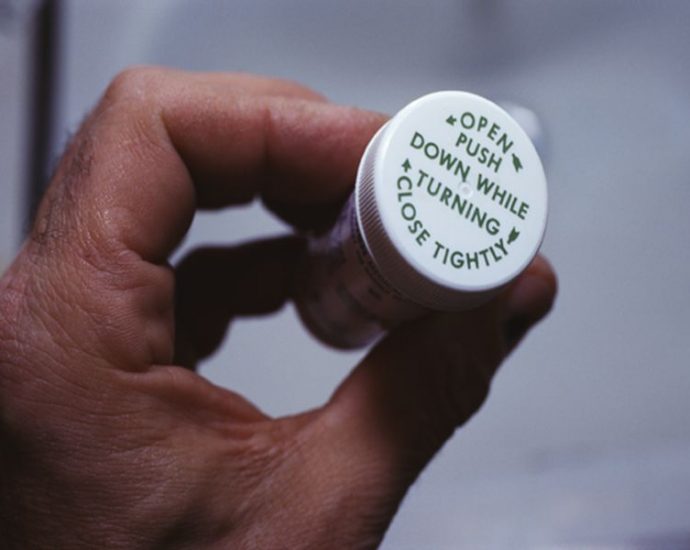 OPEN
PUSH
DOWN WHILE
TURNING
CLOSE TIGHTLY